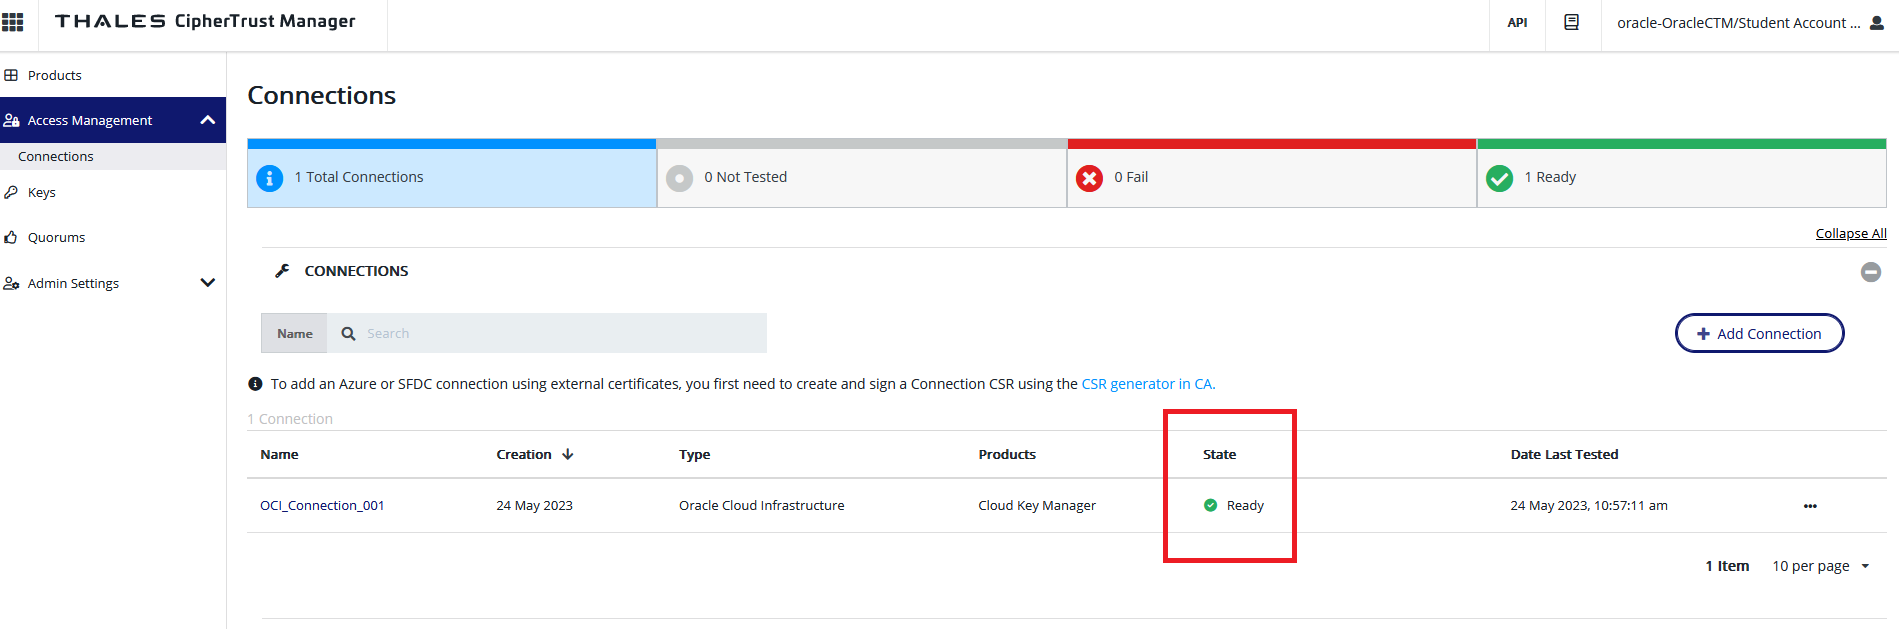 THALES CipherTrust Manager
API
oracle-OracleCTM/Student Account ...
Products
Access Management
Connections
Keys
Quorums
Admin Settings
Connections
1 Total Connections
0 Not Tested
0 Fail
1 Ready
Collapse All
CONNECTIONS
Name
Search
Add Connection
To add an Azure or SFDC connection using external certificates, you first need to create and sign a Connection CSR using the CSR generator in CA.
1 Connection
Name Creation Type Products State Date Last Tested
OCI_Connection_001 24 May 2023 Oracle Cloud Infrastructure Cloud Key Manager Ready 24 May 2023, 10:57:11 am
1 Item 10 per page